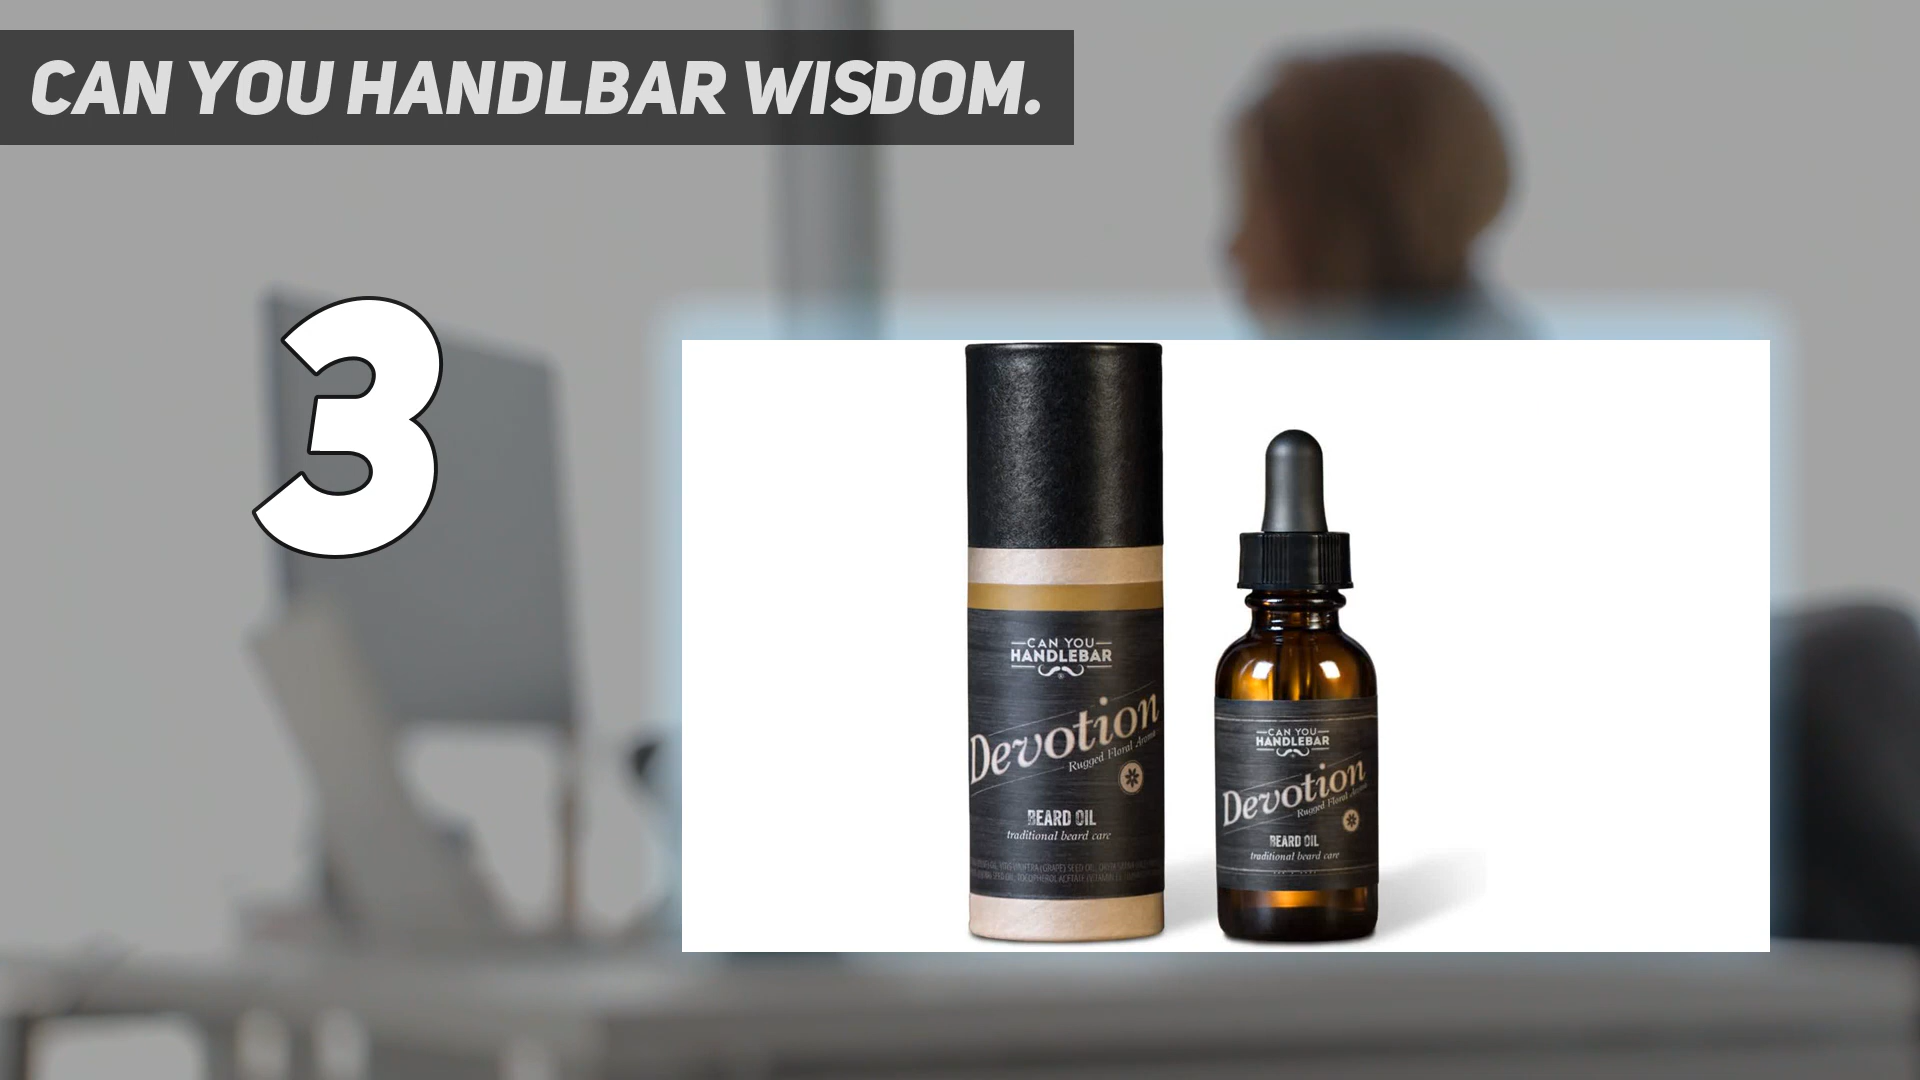 CAN YOU HANDLBAR WISDOM.
3
CAN YOU
HANDLEBAR
Devotion
Rugged Floral Aroma
BEARD OIL
traditional beard care
CAN YOU
HANDLEBAR
Devotion
Rugged Floral Aroma
BEARD OIL
traditional beard care